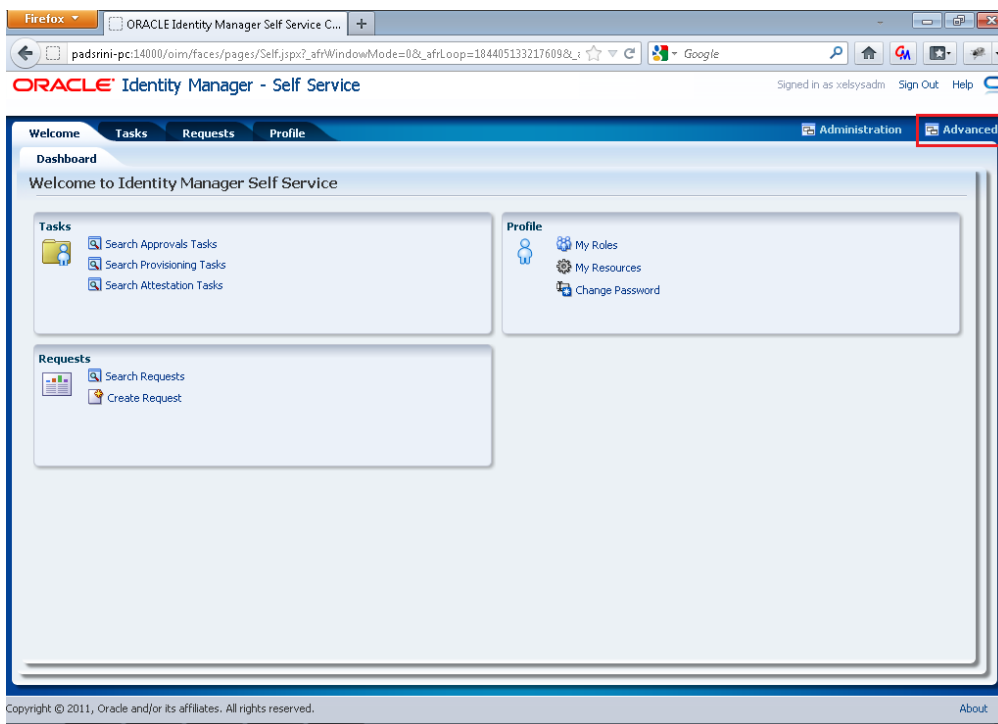 Firefox
ORACLE Identity Manager Self Service C...
padsrini-pc:14000/oim/faces/pages/Self.jspx?_afrWindowMode=0&_afrLoop=184405133217609&_a
Google
ORACLE Identity Manager - Self Service
Signed in as xelsysadm Sign Out Help
Welcome Tasks Requests Profile
Administration Advanced
Dashboard
Welcome to Identity Manager Self Service
Tasks
Search Approvals Tasks
Search Provisioning Tasks
Search Attestation Tasks
Profile
My Roles
My Resources
Change Password
Requests
Search Requests
Create Request
Copyright © 2011, Oracle and/or its affiliates. All rights reserved.
About